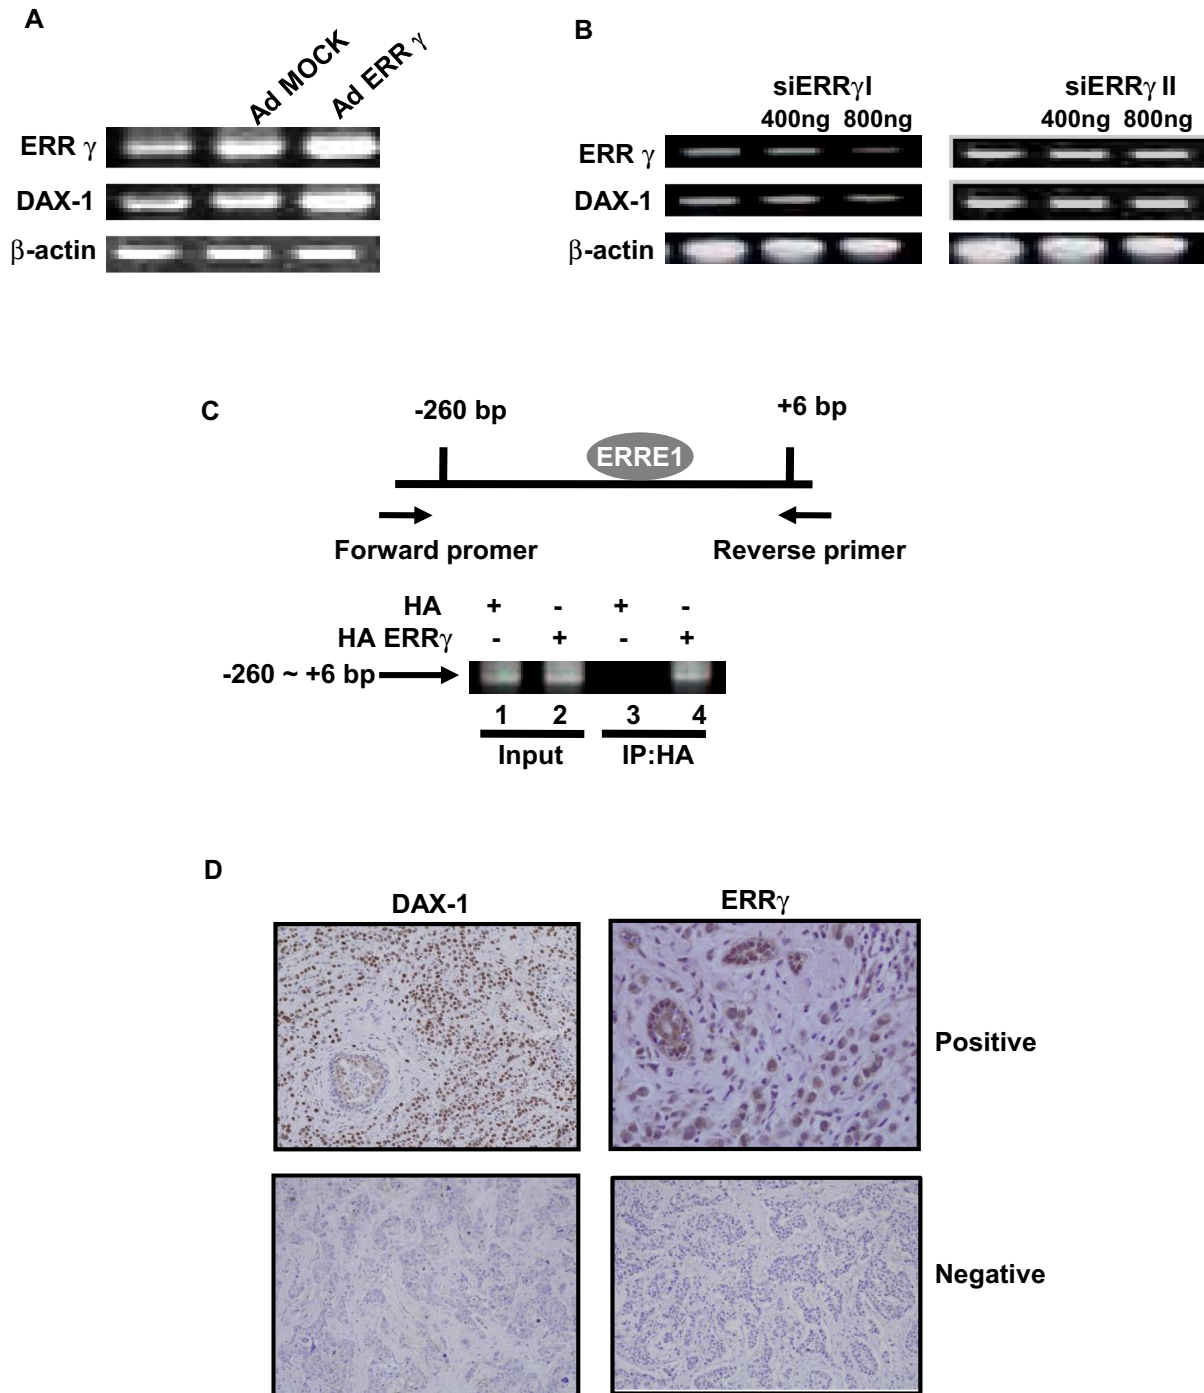 A
Ad MOCK
Ad ERR γ
ERR γ
DAX-1
β-actin
B
siERRγI
siERRγ II
400ng 800ng
400ng 800ng
ERR γ
DAX-1
β-actin
C
-260 bp
+6 bp
ERRE1
Forward promer
Reverse primer
HA + - + -
HA ERRγ - + - +
-260 ~ +6 bp
1 2 3 4
Input IP:HA
D
DAX-1
ERRγ
Positive
Negative